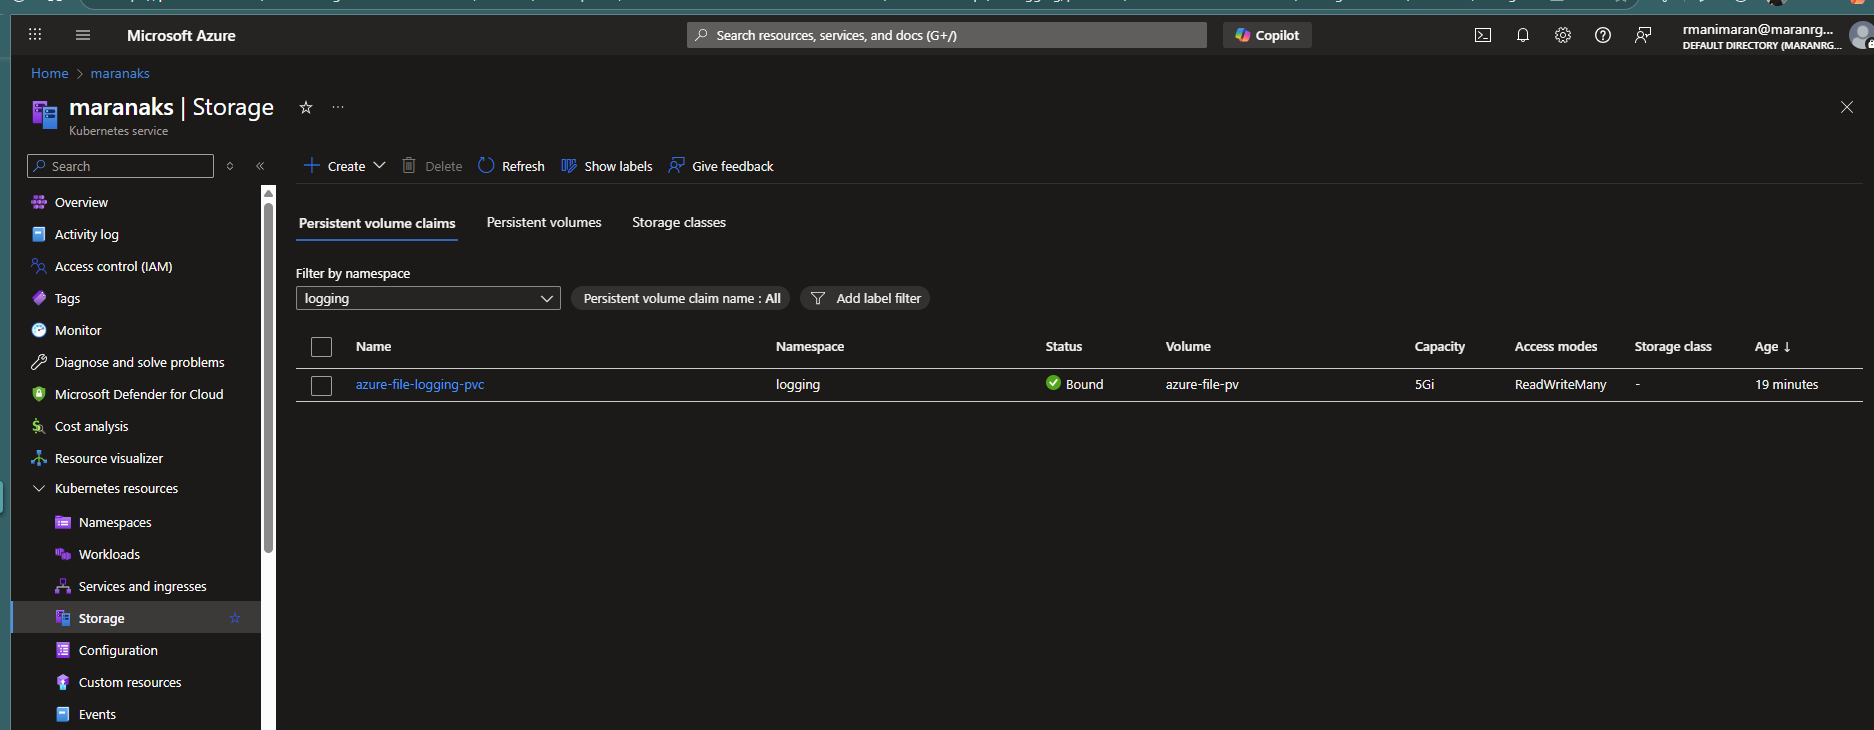 Microsoft Azure
Search resources, services, and docs (G+/)
Copilot
rmanimaran@maranrg...
DEFAULT DIRECTORY (MARANRG...
Home > maranaks
maranaks | Storage
Kubernetes service
Search
Create
Delete
Refresh
Show labels
Give feedback
Overview
Activity log
Access control (IAM)
Tags
Monitor
Diagnose and solve problems
Microsoft Defender for Cloud
Cost analysis
Resource visualizer
Kubernetes resources
Namespaces
Workloads
Services and ingresses
Storage
Configuration
Custom resources
Events
Persistent volume claims
Persistent volumes
Storage classes
Filter by namespace
logging
Persistent volume claim name : All
Add label filter
Name Namespace Status Volume Capacity Access modes Storage class Age ↓
azure-file-logging-pvc logging Bound azure-file-pv 5Gi ReadWriteMany - 19 minutes